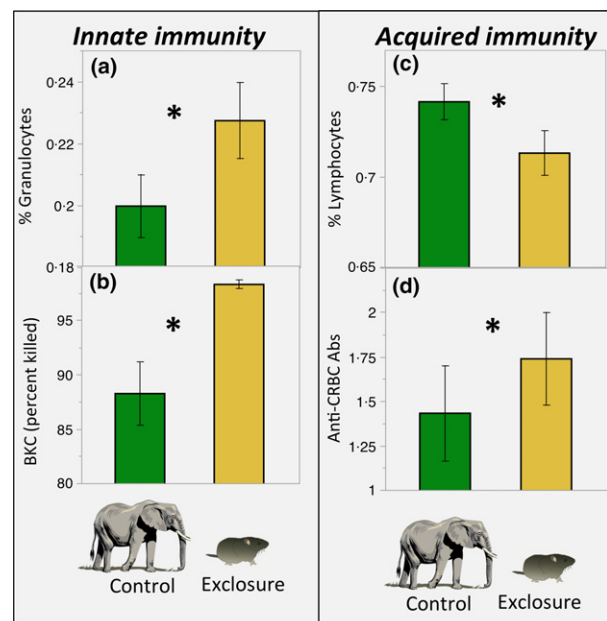 Innate immunity
(a)
% Granulocytes
0·24
0·22
0·2
0·18
*
(b)
BKC (percent killed)
95
90
85
80
*
Control
Exclosure
Acquired immunity
(c)
% Lymphocytes
0·75
0·7
0·65
*
(d)
Anti-CRBC Abs
2
1·75
1·5
1·25
1
*
Control
Exclosure